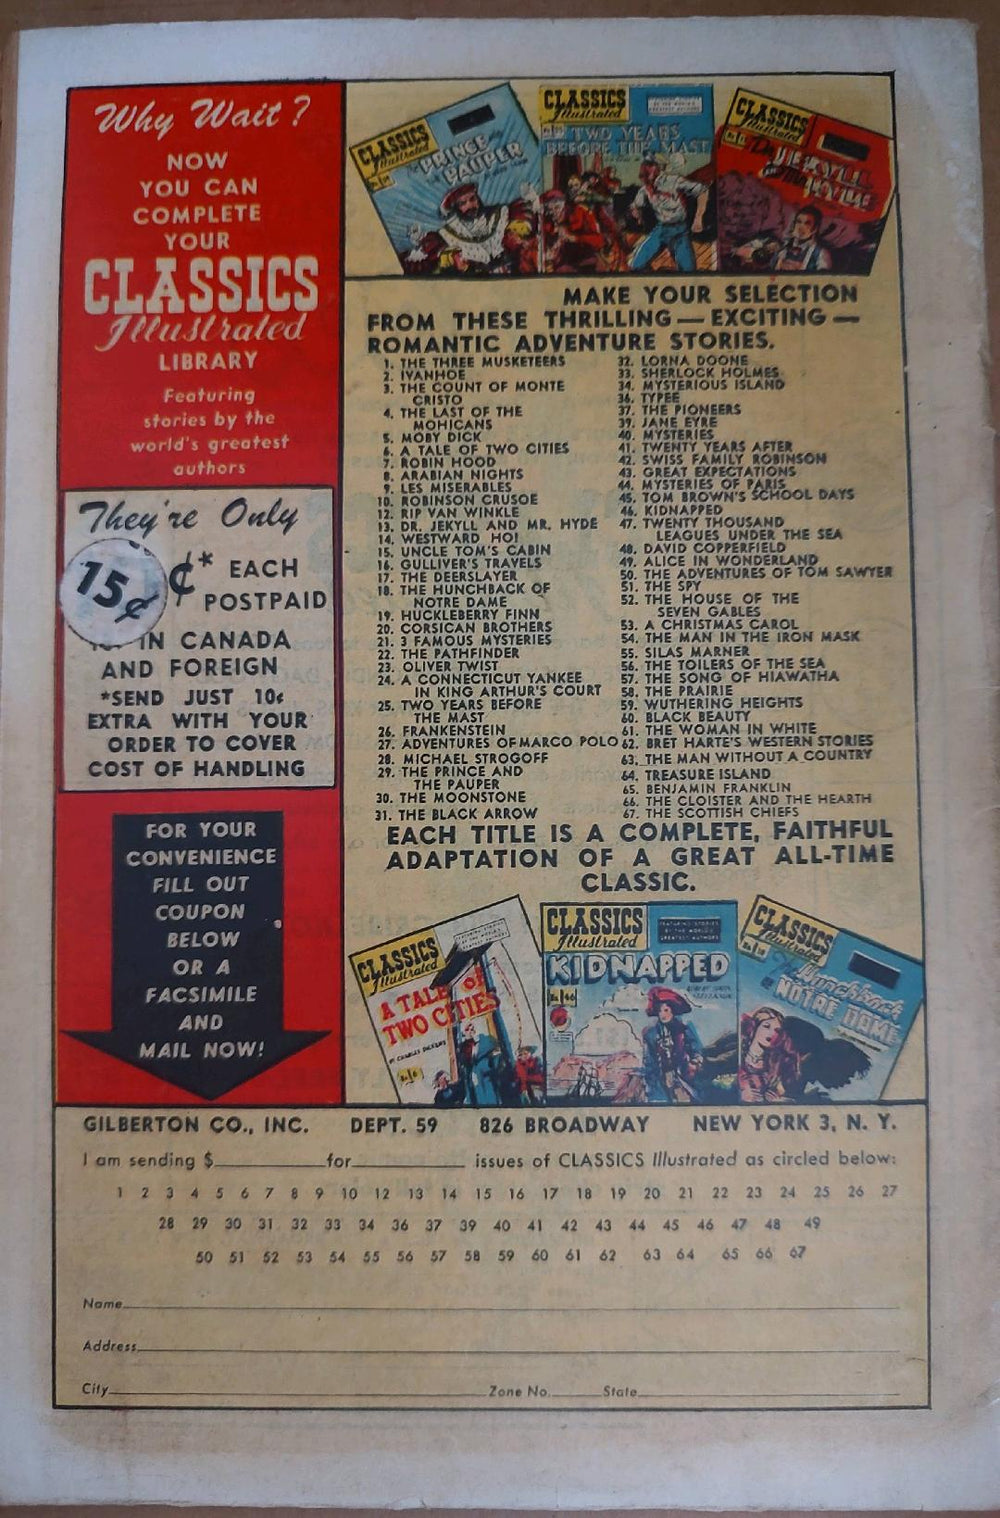 Why Wait?
NOW
YOU CAN
COMPLETE
YOUR
CLASSICS
Illustrated
LIBRARY
Featuring
stories by the
world's greatest
authors
They're Only
15¢ ¢* EACH
POSTPAID
IN CANADA
AND FOREIGN
*SEND JUST 10¢
EXTRA WITH YOUR
ORDER TO COVER
COST OF HANDLING
FOR YOUR
CONVENIENCE
FILL OUT
COUPON
BELOW
OR A
FACSIMILE
AND
MAIL NOW!
CLASSICS
Illustrated
The PRINCE
and the PAUPER
CLASSICS
Illustrated
TWO YEARS
BEFORE THE MAST
CLASSICS
Illustrated
MAKE YOUR SELECTION
FROM THESE THRILLING — EXCITING —
ROMANTIC ADVENTURE STORIES.
1. THE THREE MUSKETEERS
2. IVANHOE
3. THE COUNT OF MONTE
CRISTO
4. THE LAST OF THE
MOHICANS
5. MOBY DICK
6. A TALE OF TWO CITIES
7. ROBIN HOOD
8. ARABIAN NIGHTS
9. LES MISERABLES
10. ROBINSON CRUSOE
12. RIP VAN WINKLE
13. DR. JEKYLL AND MR. HYDE
14. WESTWARD HO!
15. UNCLE TOM'S CABIN
16. GULLIVER'S TRAVELS
17. THE DEERSLAYER
18. THE HUNCHBACK OF
NOTRE DAME
19. HUCKLEBERRY FINN
20. CORSICAN BROTHERS
21. 3 FAMOUS MYSTERIES
22. THE PATHFINDER
23. OLIVER TWIST
24. A CONNECTICUT YANKEE
IN KING ARTHUR'S COURT
25. TWO YEARS BEFORE
THE MAST
26. FRANKENSTEIN
27. ADVENTURES OF MARCO POLO
28. MICHAEL STROGOFF
29. THE PRINCE AND
THE PAUPER
30. THE MOONSTONE
31. THE BLACK ARROW
32. LORNA DOONE
33. SHERLOCK HOLMES
34. MYSTERIOUS ISLAND
36. TYPEE
37. THE PIONEERS
39. JANE EYRE
40. MYSTERIES
41. TWENTY YEARS AFTER
42. SWISS FAMILY ROBINSON
43. GREAT EXPECTATIONS
44. MYSTERIES OF PARIS
45. TOM BROWN'S SCHOOL DAYS
46. KIDNAPPED
47. TWENTY THOUSAND
LEAGUES UNDER THE SEA
48. DAVID COPPERFIELD
49. ALICE IN WONDERLAND
50. THE ADVENTURES OF TOM SAWYER
51. THE SPY
52. THE HOUSE OF THE
SEVEN GABLES
53. A CHRISTMAS CAROL
54. THE MAN IN THE IRON MASK
55. SILAS MARNER
56. THE TOILERS OF THE SEA
57. THE SONG OF HIAWATHA
58. THE PRAIRIE
59. WUTHERING HEIGHTS
60. BLACK BEAUTY
61. THE WOMAN IN WHITE
62. BRET HARTE'S WESTERN STORIES
63. THE MAN WITHOUT A COUNTRY
64. TREASURE ISLAND
65. BENJAMIN FRANKLIN
66. THE CLOISTER AND THE HEARTH
67. THE SCOTTISH CHIEFS
EACH TITLE IS A COMPLETE, FAITHFUL
ADAPTATION OF A GREAT ALL-TIME
CLASSIC.
CLASSICS
Illustrated
A TALE OF
TWO CITIES
BY CHARLES DICKENS
CLASSICS
Illustrated
FEATURING STORIES
BY THE WORLD'S
GREATEST AUTHORS
KIDNAPPED
No. 46
CLASSICS
Illustrated
The Hunchback
of NOTRE DAME
GILBERTON CO., INC. DEPT. 59 826 BROADWAY NEW YORK 3, N. Y.
I am sending $ for issues of CLASSICS Illustrated as circled below:
1 2 3 4 5 6 7 8 9 10 12 13 14 15 16 17 18 19 20 21 22 23 24 25 26 27
28 29 30 31 32 33 34 36 37 39 40 41 42 43 44 45 46 47 48 49
50 51 52 53 54 55 56 57 58 59 60 61 62 63 64 65 66 67
Name
Address
City Zone No. State